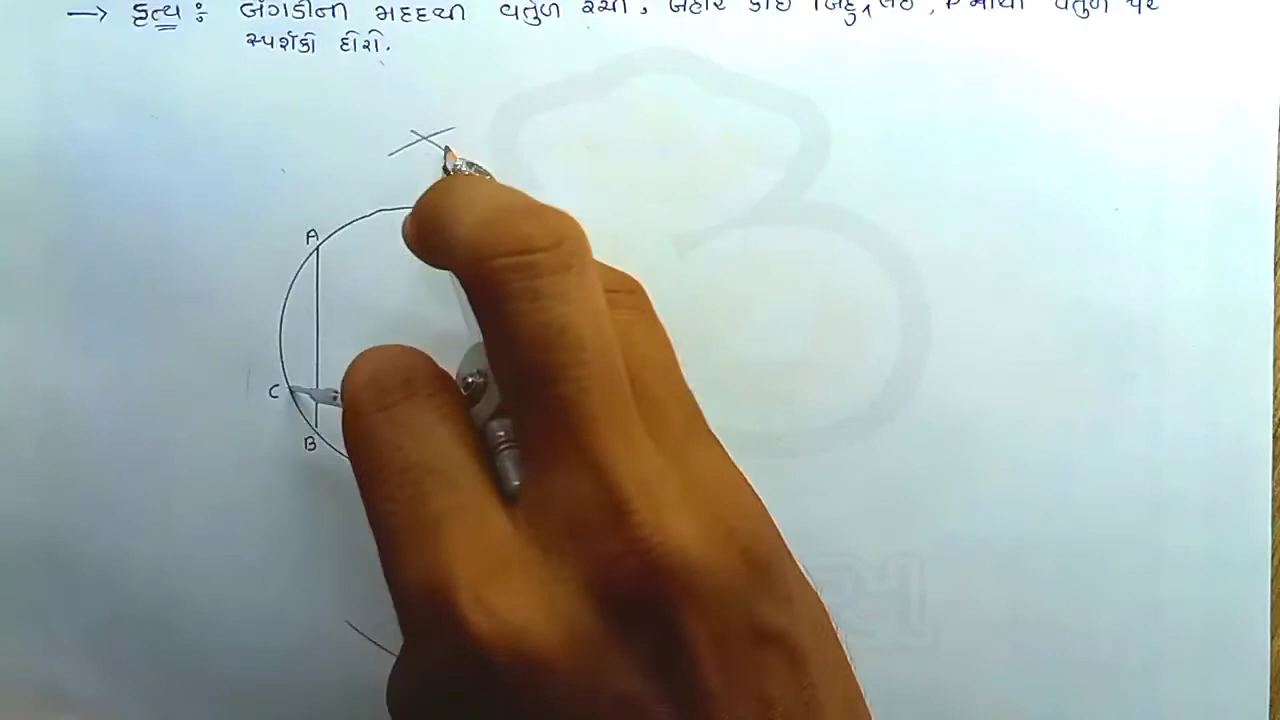 → કૃત્ય : બંગડીની મદદથી વર્તુળ રચી, બહાર કોઈ બિંદુ P લઈ, P માંથી વર્તુળ પર
સ્પર્શકો દોરો.
A
C
B